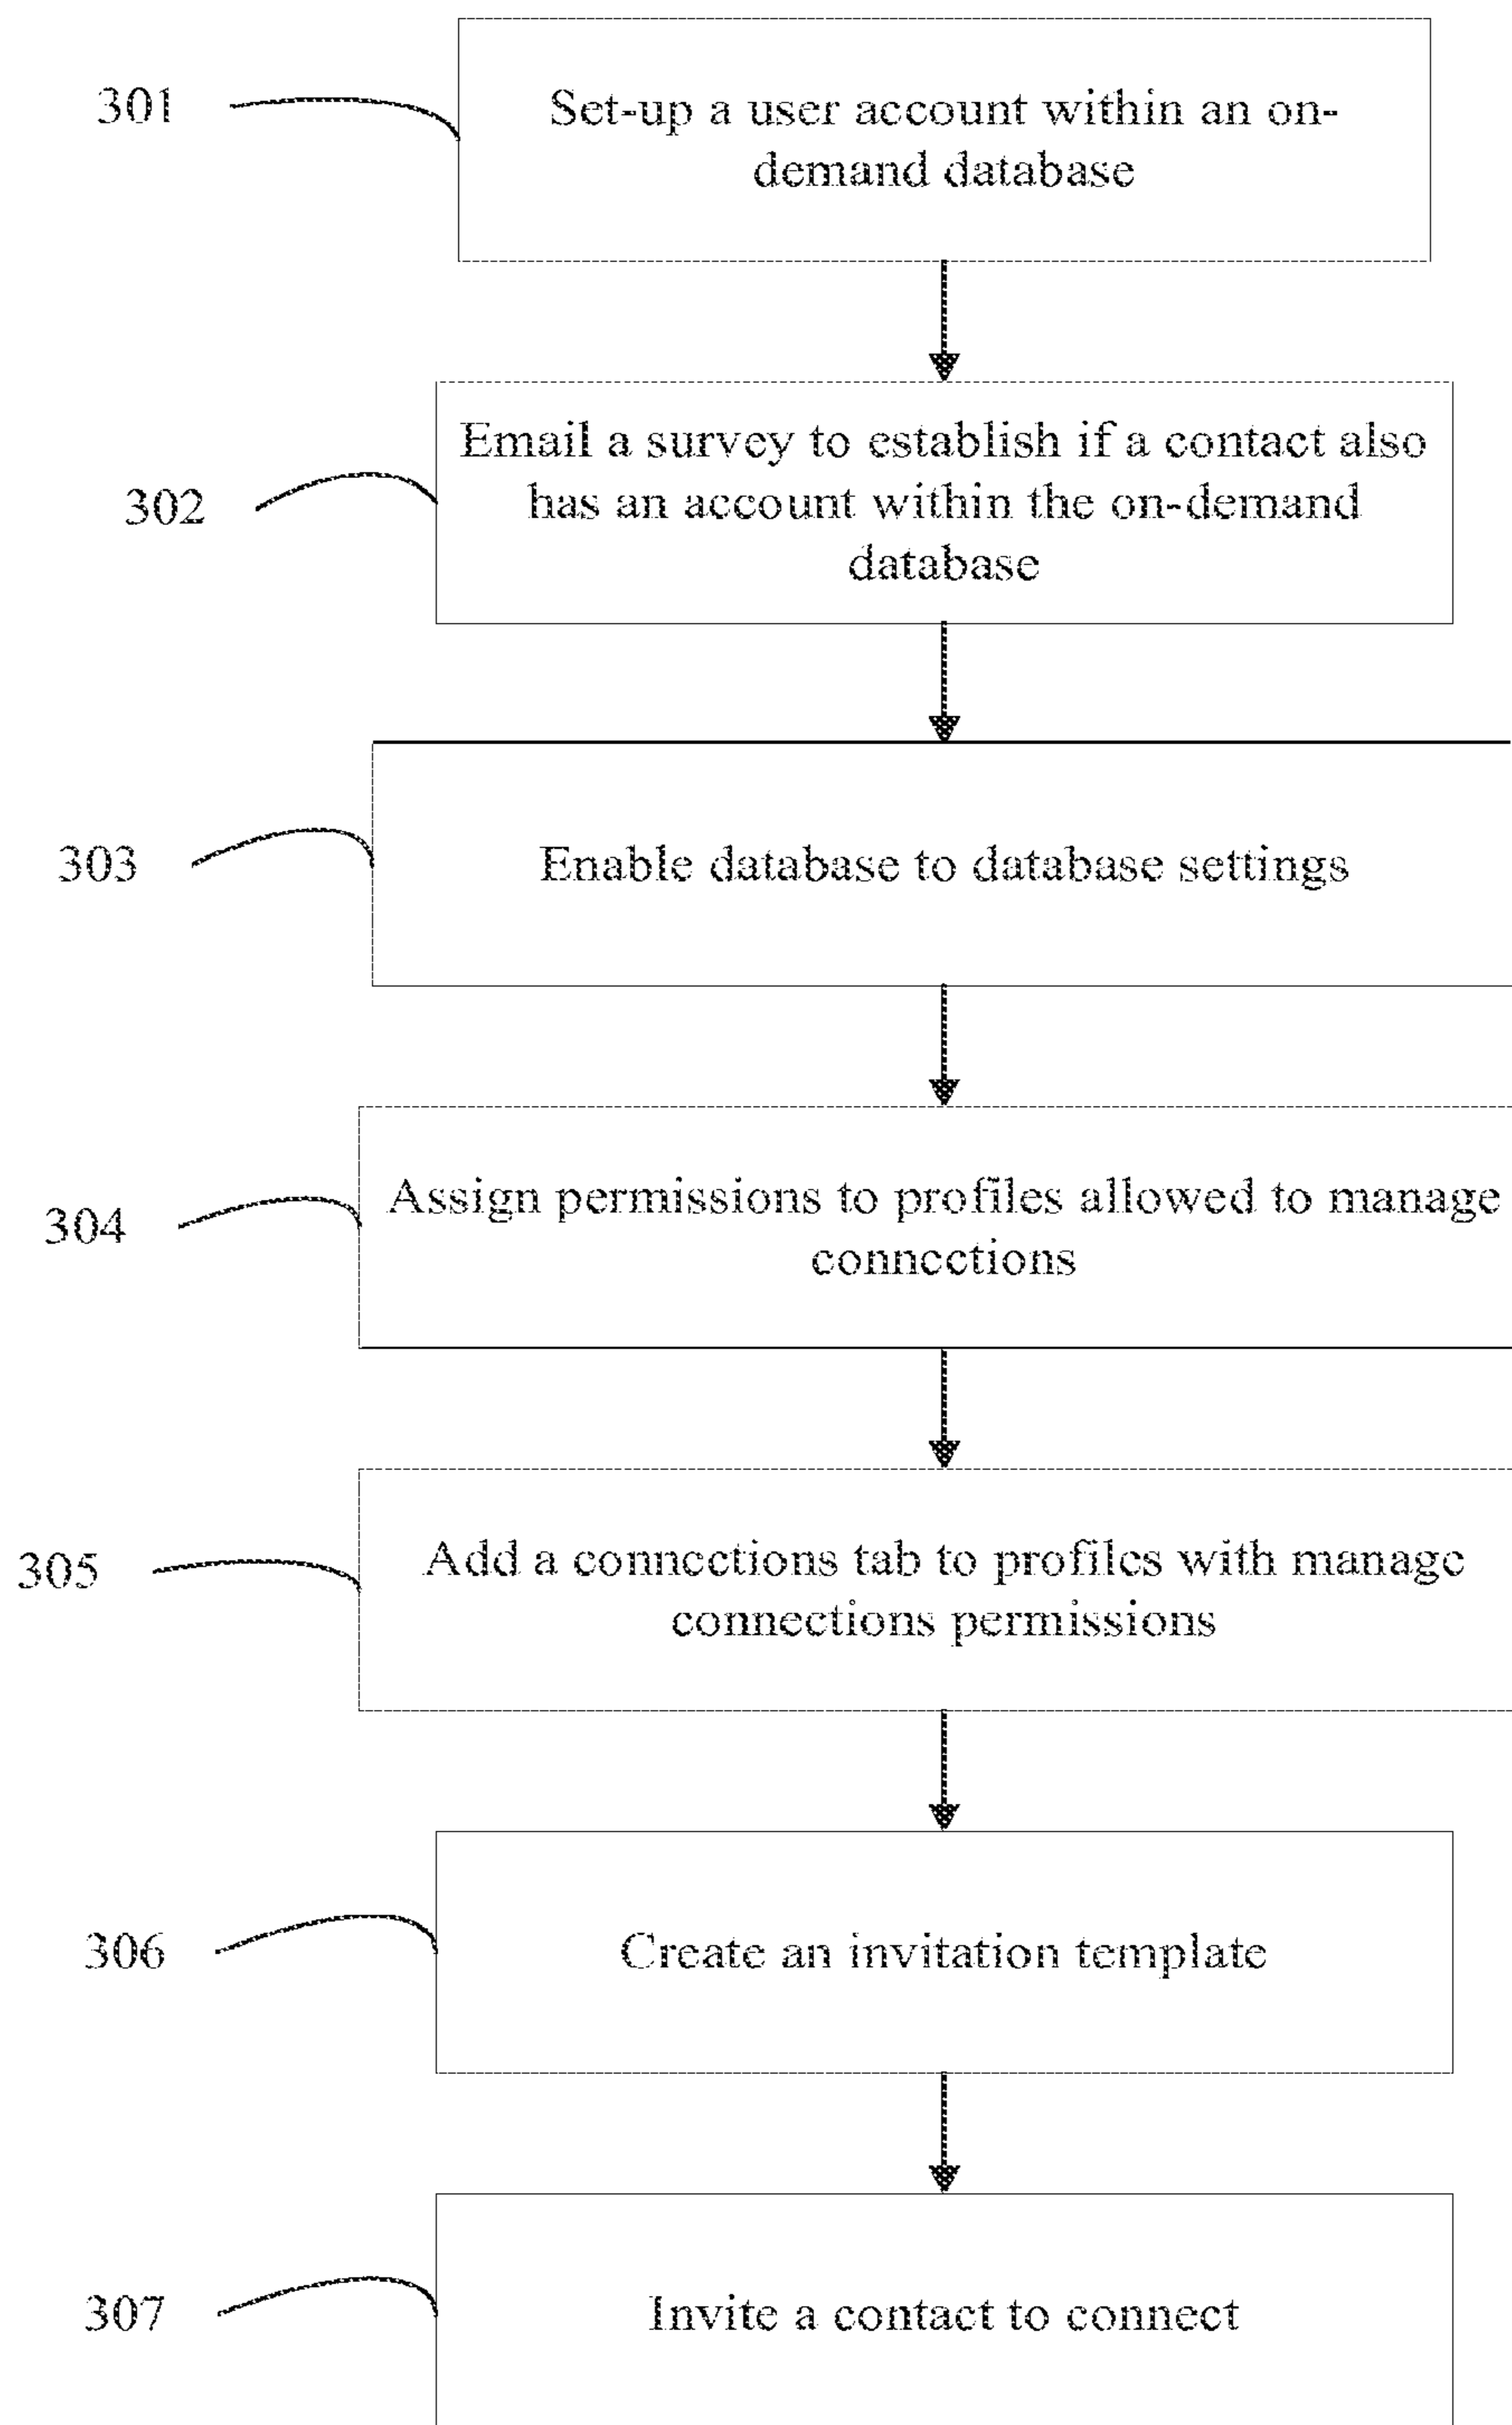 301
Set-up a user account within an on-
demand database
302
Email a survey to establish if a contact also
has an account within the on-demand
database
303
Enable database to database settings
304
Assign permissions to profiles allowed to manage
connections
305
Add a connections tab to profiles with manage
connections permissions
306
Create an invitation template
307
Invite a contact to connect